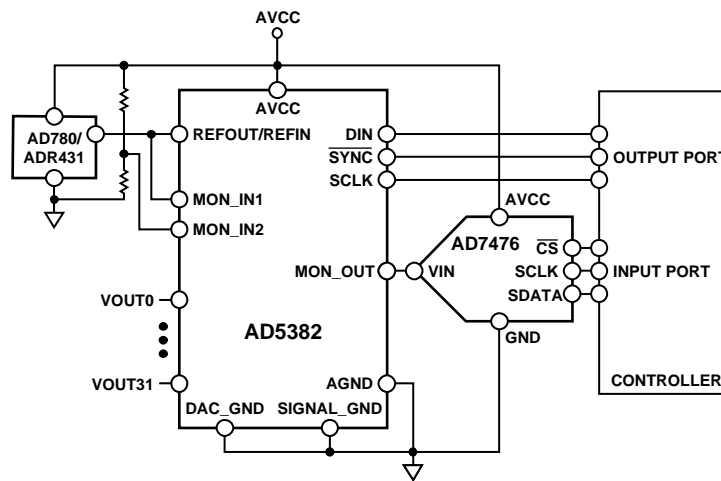 AVCC
AVCC
AD780/
ADR431
REFOUT/REFIN
DIN
SYNC
OUTPUT PORT
SCLK
MON_IN1
AVCC
MON_IN2
AD7476
CS
MON_OUT
VIN
SCLK
INPUT PORT
SDATA
VOUT0
AD5382
GND
VOUT31
AGND
CONTROLLER
DAC_GND
SIGNAL_GND